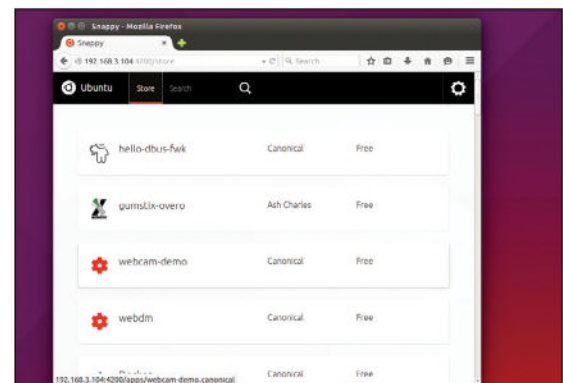 Snappy - Mozilla Firefox
Snappy
192.168.3.104:4200/store Search
Ubuntu Store Search
hello-dbus-fwk Canonical Free
gumstix-overo Ash Charles Free
webcam-demo Canonical Free
webdm Canonical Free
Docker Canonical Free
192.168.3.104:4200/apps/webcam-demo.canonical